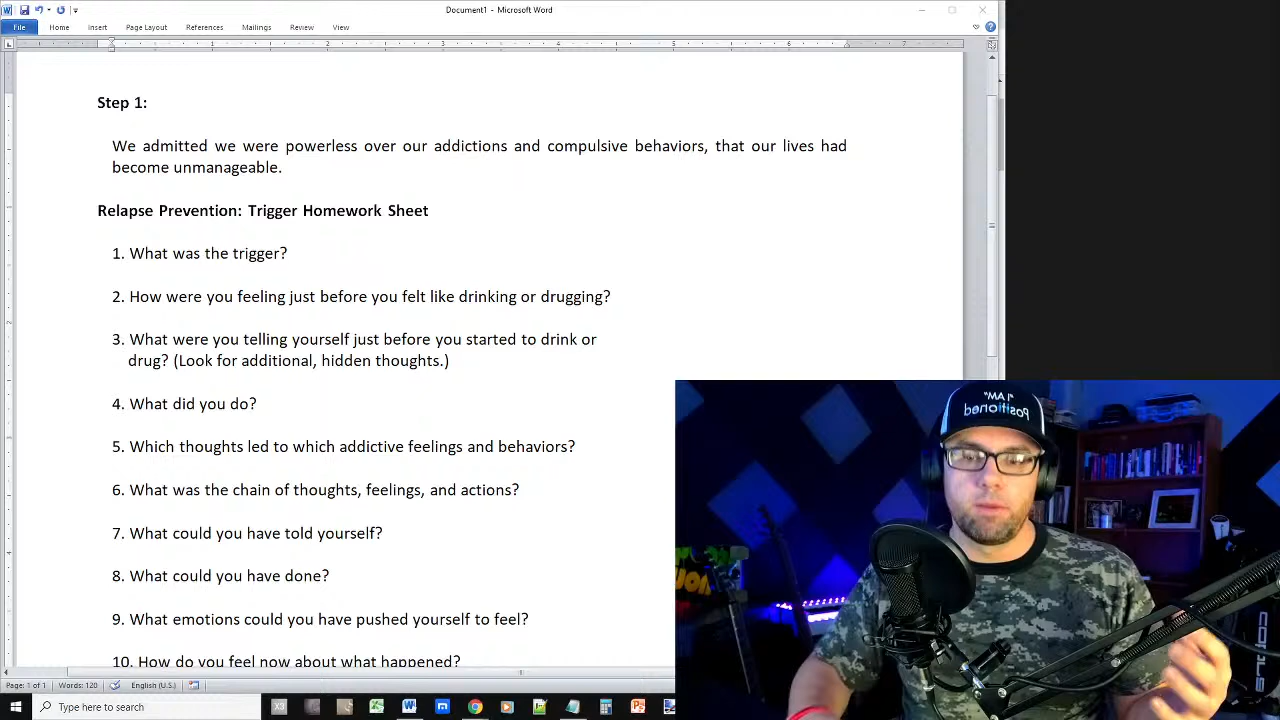 Document1 - Microsoft Word
File Home Insert Page Layout References Mailings Review View
Step 1:
We admitted we were powerless over our addictions and compulsive behaviors, that our lives had
become unmanageable.
Relapse Prevention: Trigger Homework Sheet
1. What was the trigger?
2. How were you feeling just before you felt like drinking or drugging?
3. What were you telling yourself just before you started to drink or
drug? (Look for additional, hidden thoughts.)
4. What did you do?
"I AM"
Positioned
5. Which thoughts led to which addictive feelings and behaviors?
6. What was the chain of thoughts, feelings, and actions?
7. What could you have told yourself?
8. What could you have done?
9. What emotions could you have pushed yourself to feel?
10. How do you feel now about what happened?
Page: 1 of 1 Words: 120 English (U.S.)
Type here to search